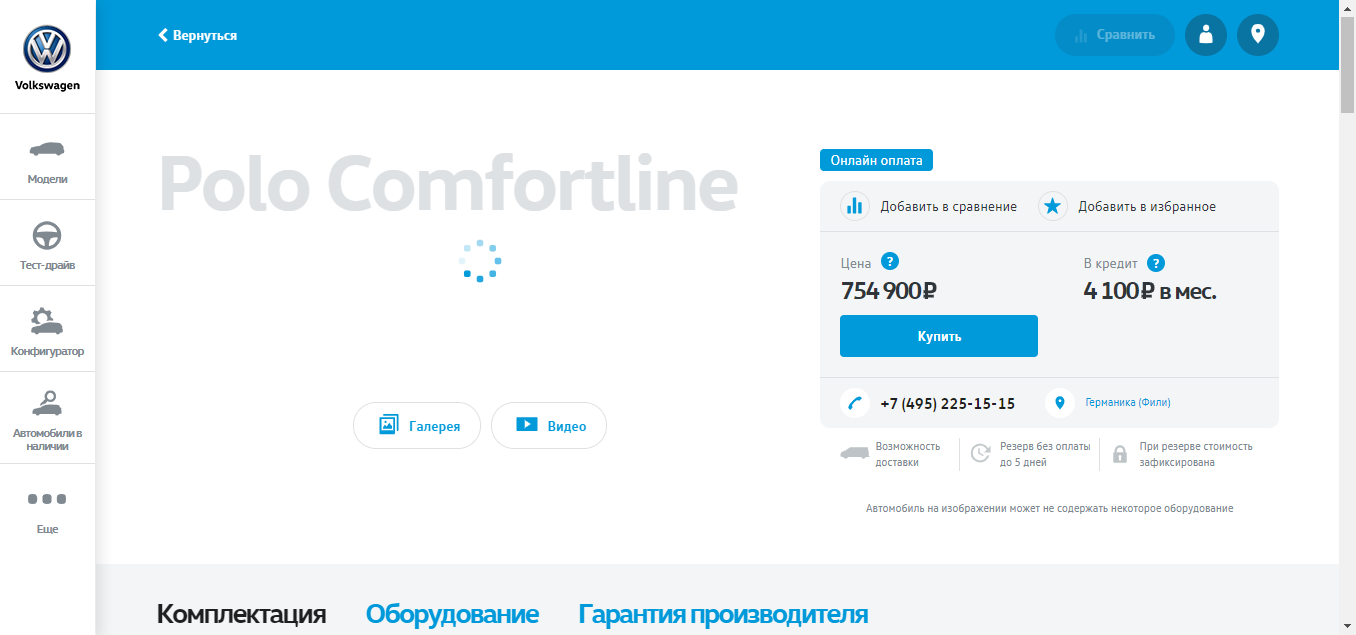 Volkswagen
Модели
Тест-драйв
Конфигуратор
Автомобили в
наличии
Еще
Вернуться
Сравнить
Polo Comfortline
Галерея
Видео
Онлайн оплата
Добавить в сравнение
Добавить в избранное
Цена ?
754 900₽
В кредит ?
4 100₽ в мес.
Купить
+7 (495) 225-15-15
Германика (Фили)
Возможность
доставки
Резерв без оплаты
до 5 дней
При резерве стоимость
зафиксирована
Автомобиль на изображении может не содержать некоторое оборудование
Комплектация
Оборудование
Гарантия производителя